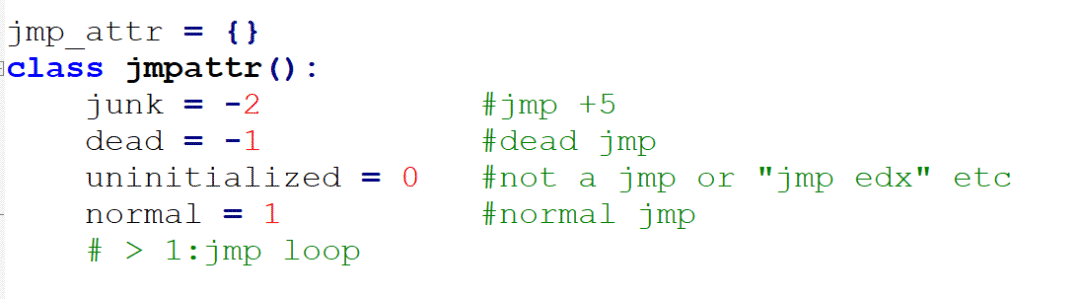 jmp_attr = {}
class jmpattr():
    junk = -2            #jmp +5
    dead = -1            #dead jmp
    uninitialized = 0    #not a jmp or "jmp edx" etc
    normal = 1           #normal jmp
    # > 1:jmp loop